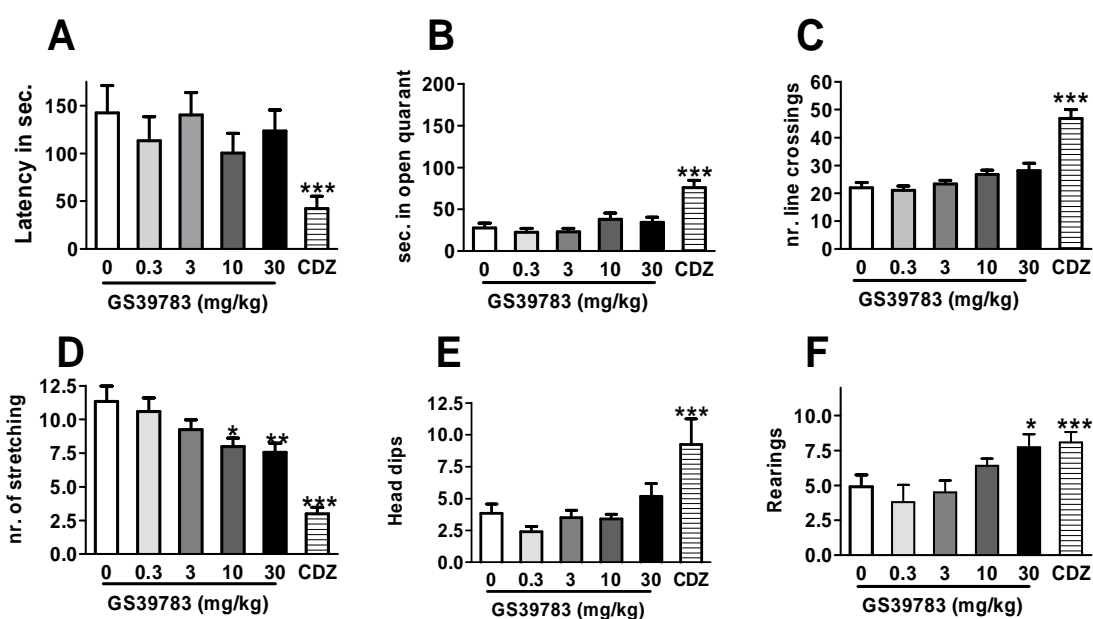 A
Latency in sec.
150
100
50
0
***
0 0.3 3 10 30 CDZ
GS39783 (mg/kg)
B
sec. in open quarant
200
150
100
50
0
***
0 0.3 3 10 30 CDZ
GS39783 (mg/kg)
C
nr. line crossings
60
50
40
30
20
10
0
***
0 0.3 3 10 30 CDZ
GS39783 (mg/kg)
D
nr. of stretching
12.5
10.0
7.5
5.0
2.5
0.0
* ** ***
0 0.3 3 10 30 CDZ
GS39783 (mg/kg)
E
Head dips
12.5
10.0
7.5
5.0
2.5
0.0
***
0 0.3 3 10 30 CDZ
GS39783 (mg/kg)
F
Rearings
10.0
7.5
5.0
2.5
0.0
* ***
0 0.3 3 10 30 CDZ
GS39783 (mg/kg)